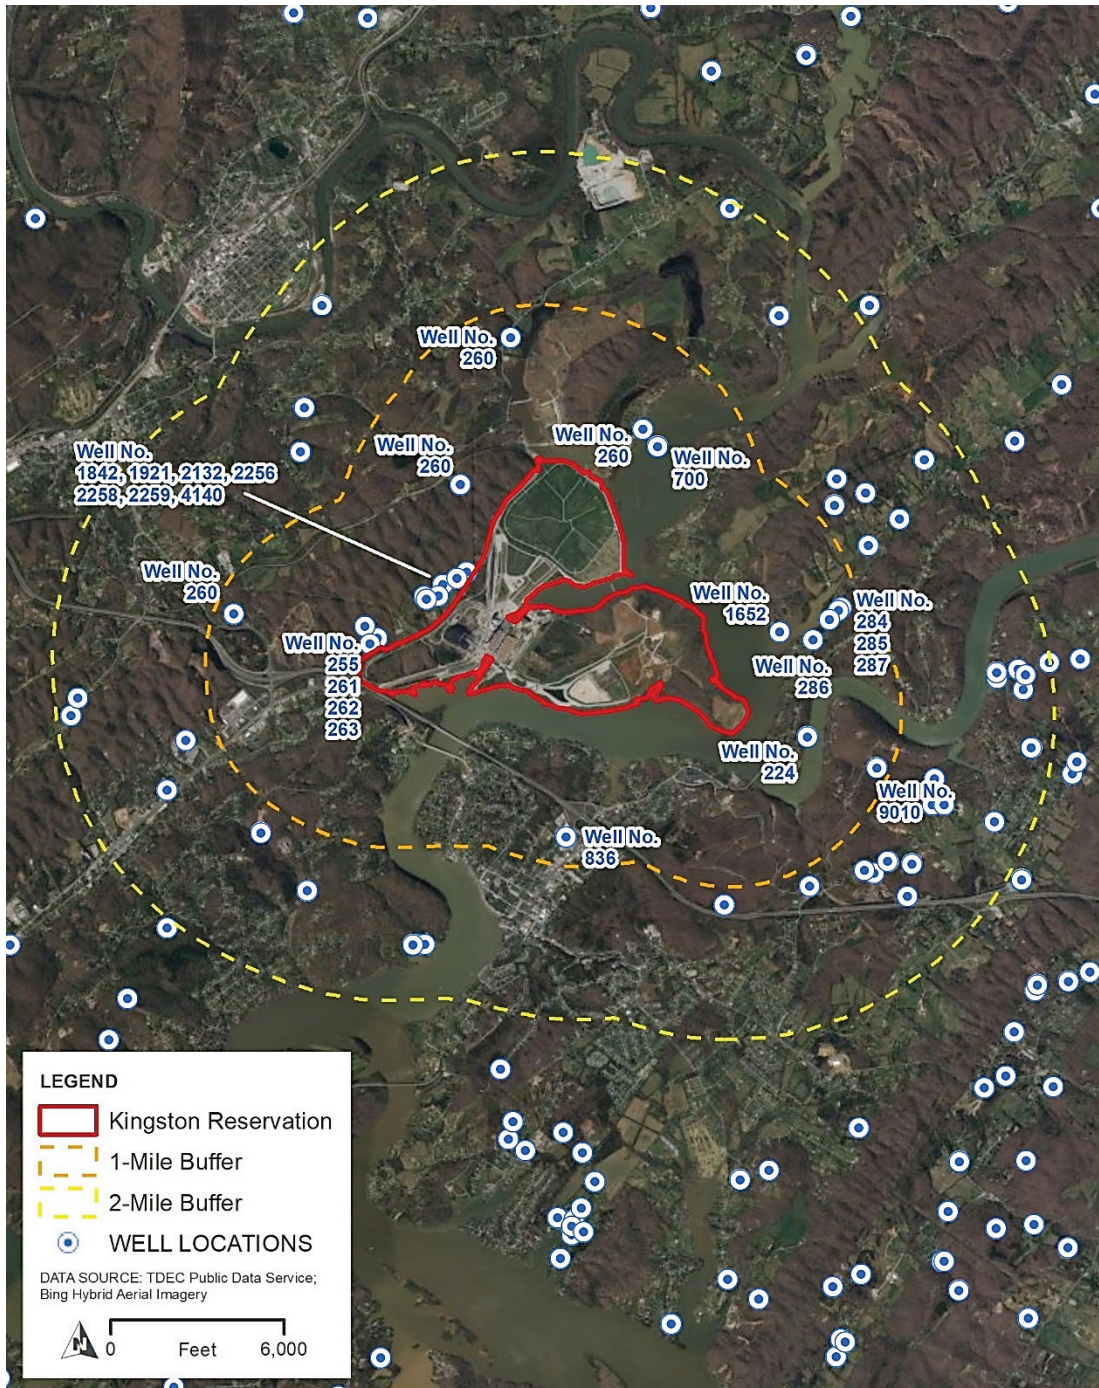 Well No.
260
Well No.
260
Well No.
260
Well No.
700
Well No.
1842, 1921, 2132, 2256
2258, 2259, 4140
Well No.
260
Well No.
1652
Well No.
284
285
287
Well No.
255
261
262
263
Well No.
286
Well No.
224
Well No.
9010
Well No.
836
LEGEND
Kingston Reservation
1-Mile Buffer
2-Mile Buffer
WELL LOCATIONS
DATA SOURCE: TDEC Public Data Service;
Bing Hybrid Aerial Imagery
N
0 Feet 6,000